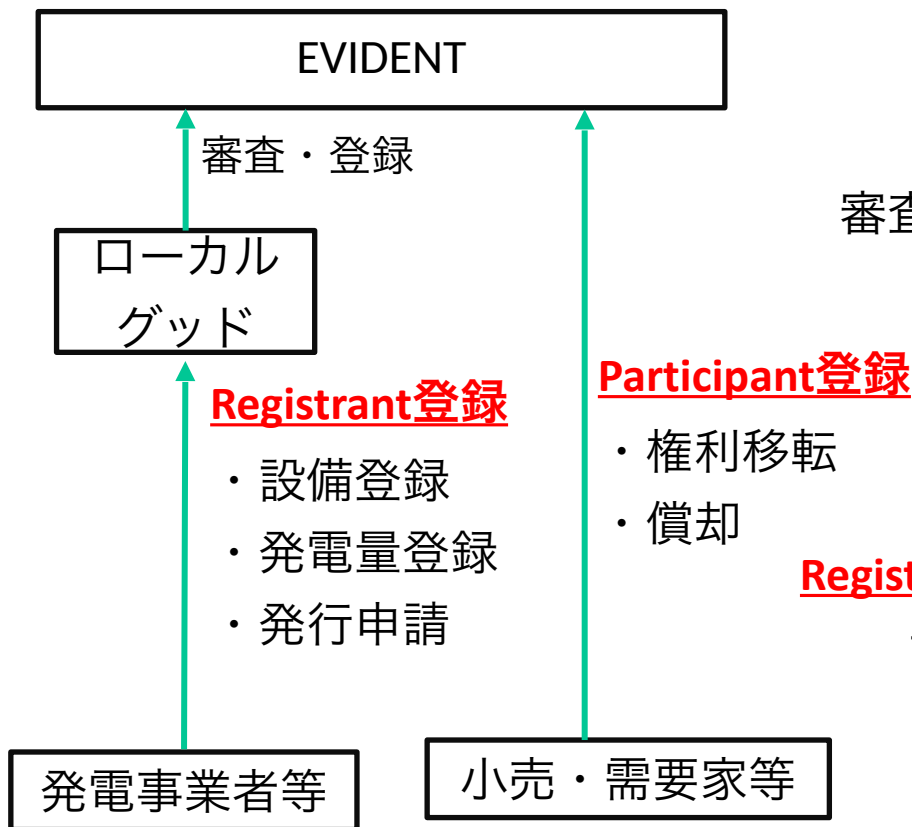 EVIDENT
審査・登録
ローカル
グッド
審査
Registrant登録
・設備登録
・発電量登録
・発行申請
Participant登録
・権利移転
・償却
Regist
発電事業者等
小売・需要家等